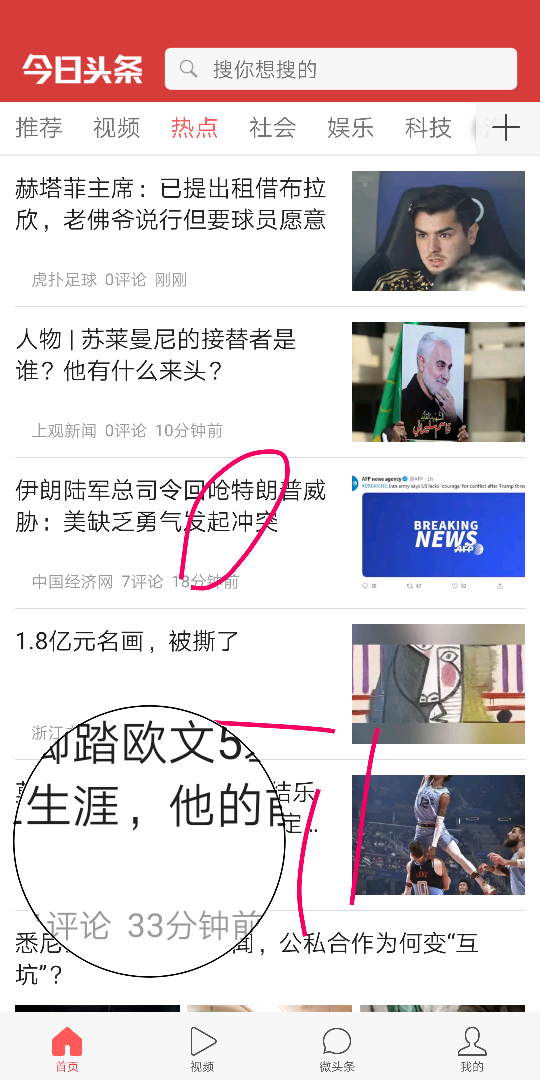 今日头条
搜你想搜的
推荐 视频 热点 社会 娱乐 科技
赫塔菲主席：已提出租借布拉
欣，老佛爷说行但要球员愿意
虎扑足球 0评论 刚刚
人物 | 苏莱曼尼的接替者是
谁？他有什么来头？
上观新闻 0评论 10分钟前
伊朗陆军总司令回呛特朗普威
胁：美缺乏勇气发起冲突
中国经济网 7评论 18分钟前
AFP news agency @AFP · 1h
#BREAKING Iran army says US lacks 'courage' for conflict after Trump
BREAKING
NEWS
AFP
1.8亿元名画，被撕了
浙江
脚踏欧文5
生涯，他的前
评论 33分钟前
结乐
定...
悉尼 闻，公私合作为何变“互
坑”？
首页 视频 微头条 我的